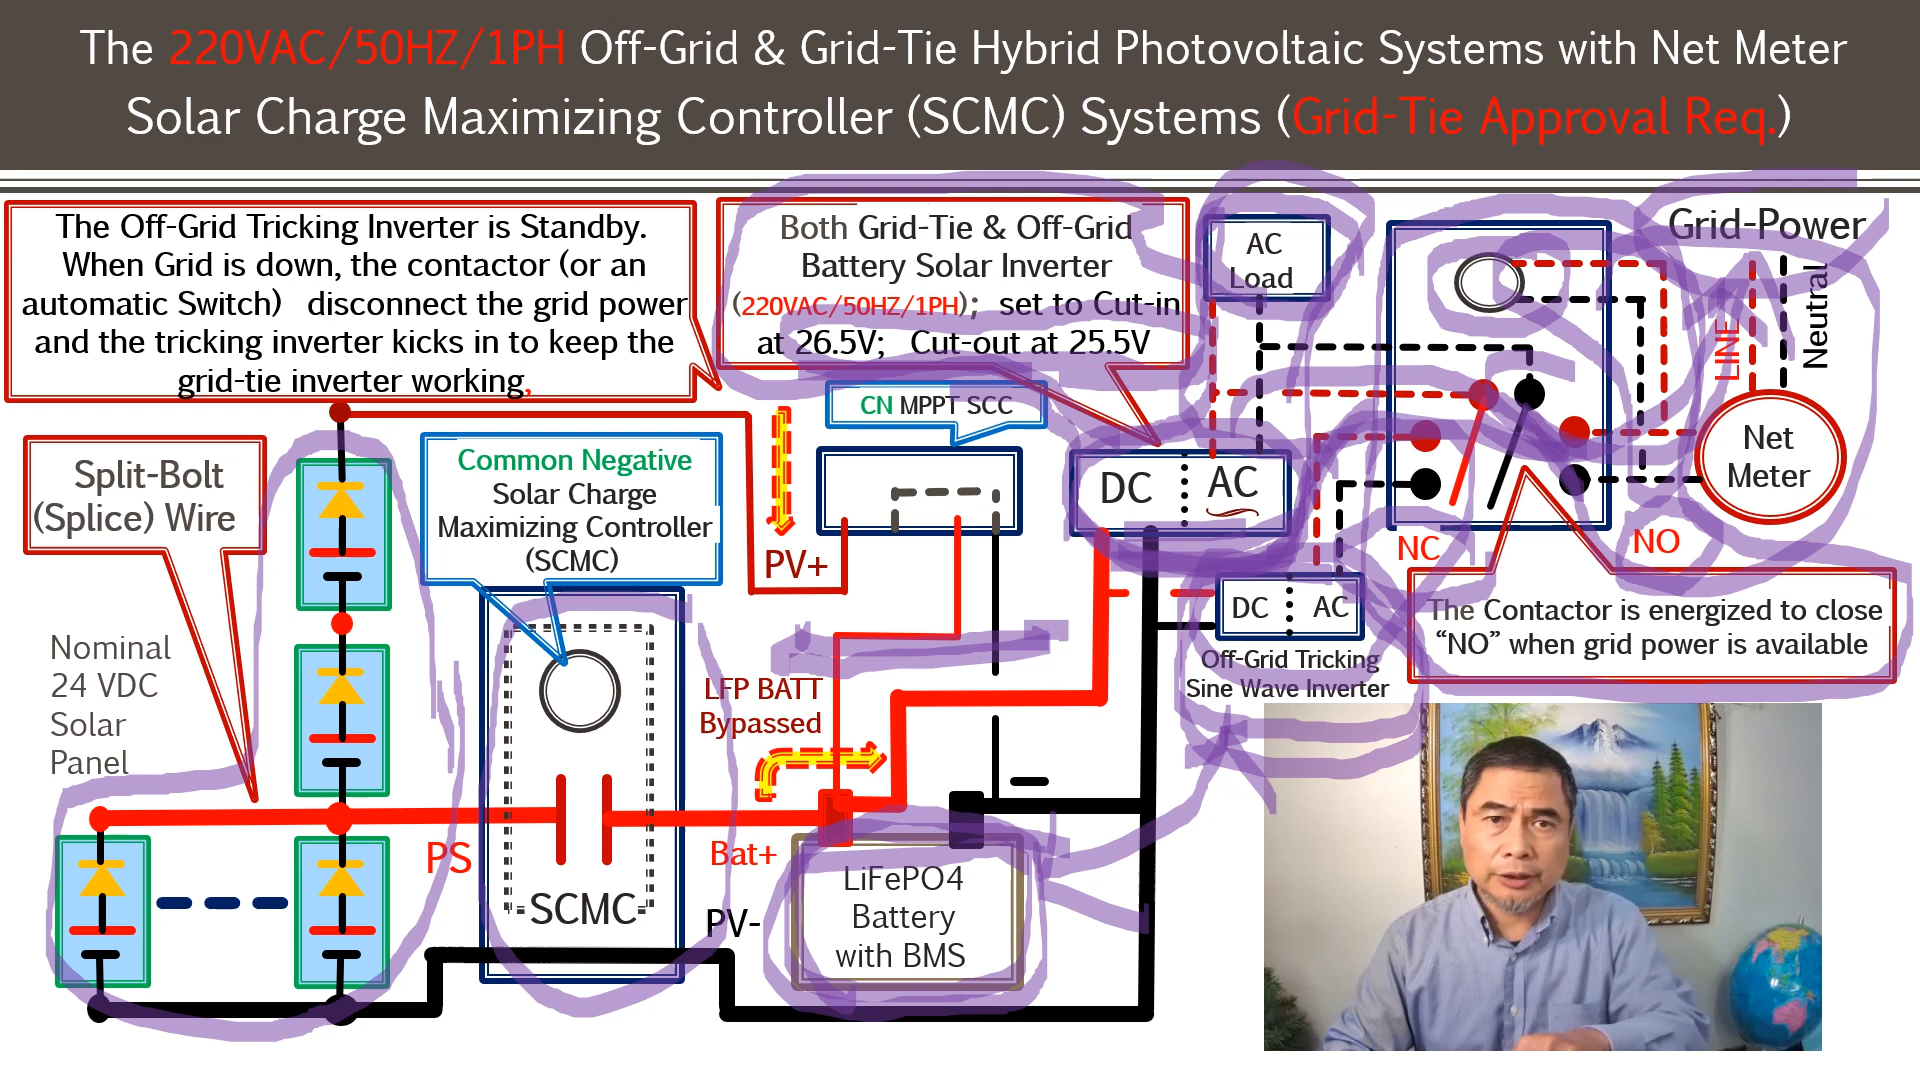 The 220VAC/50HZ/1PH Off-Grid & Grid-Tie Hybrid Photovoltaic Systems with Net Meter
Solar Charge Maximizing Controller (SCMC) Systems (Grid-Tie Approval Req.)
The Off-Grid Tricking Inverter is Standby.
When Grid is down, the contactor (or an
automatic Switch) disconnect the grid power
and the tricking inverter kicks in to keep the
grid-tie inverter working,
Both Grid-Tie & Off-Grid
Battery Solar Inverter
(220VAC/50HZ/1PH); set to Cut-in
at 26.5V; Cut-out at 25.5V
AC
Load
Grid-Power
LINE
Neutral
CN MPPT SCC
Split-Bolt
(Splice) Wire
Common Negative
Solar Charge
Maximizing Controller
(SCMC)
PV+
DC
AC
Net
Meter
NC
NO
DC
AC
Off-Grid Tricking
Sine Wave Inverter
The Contactor is energized to close
“NO” when grid power is available
Nominal
24 VDC
Solar
Panel
LFP BATT
Bypassed
PS
Bat+
SCMC
PV-
LiFePO4
Battery
with BMS